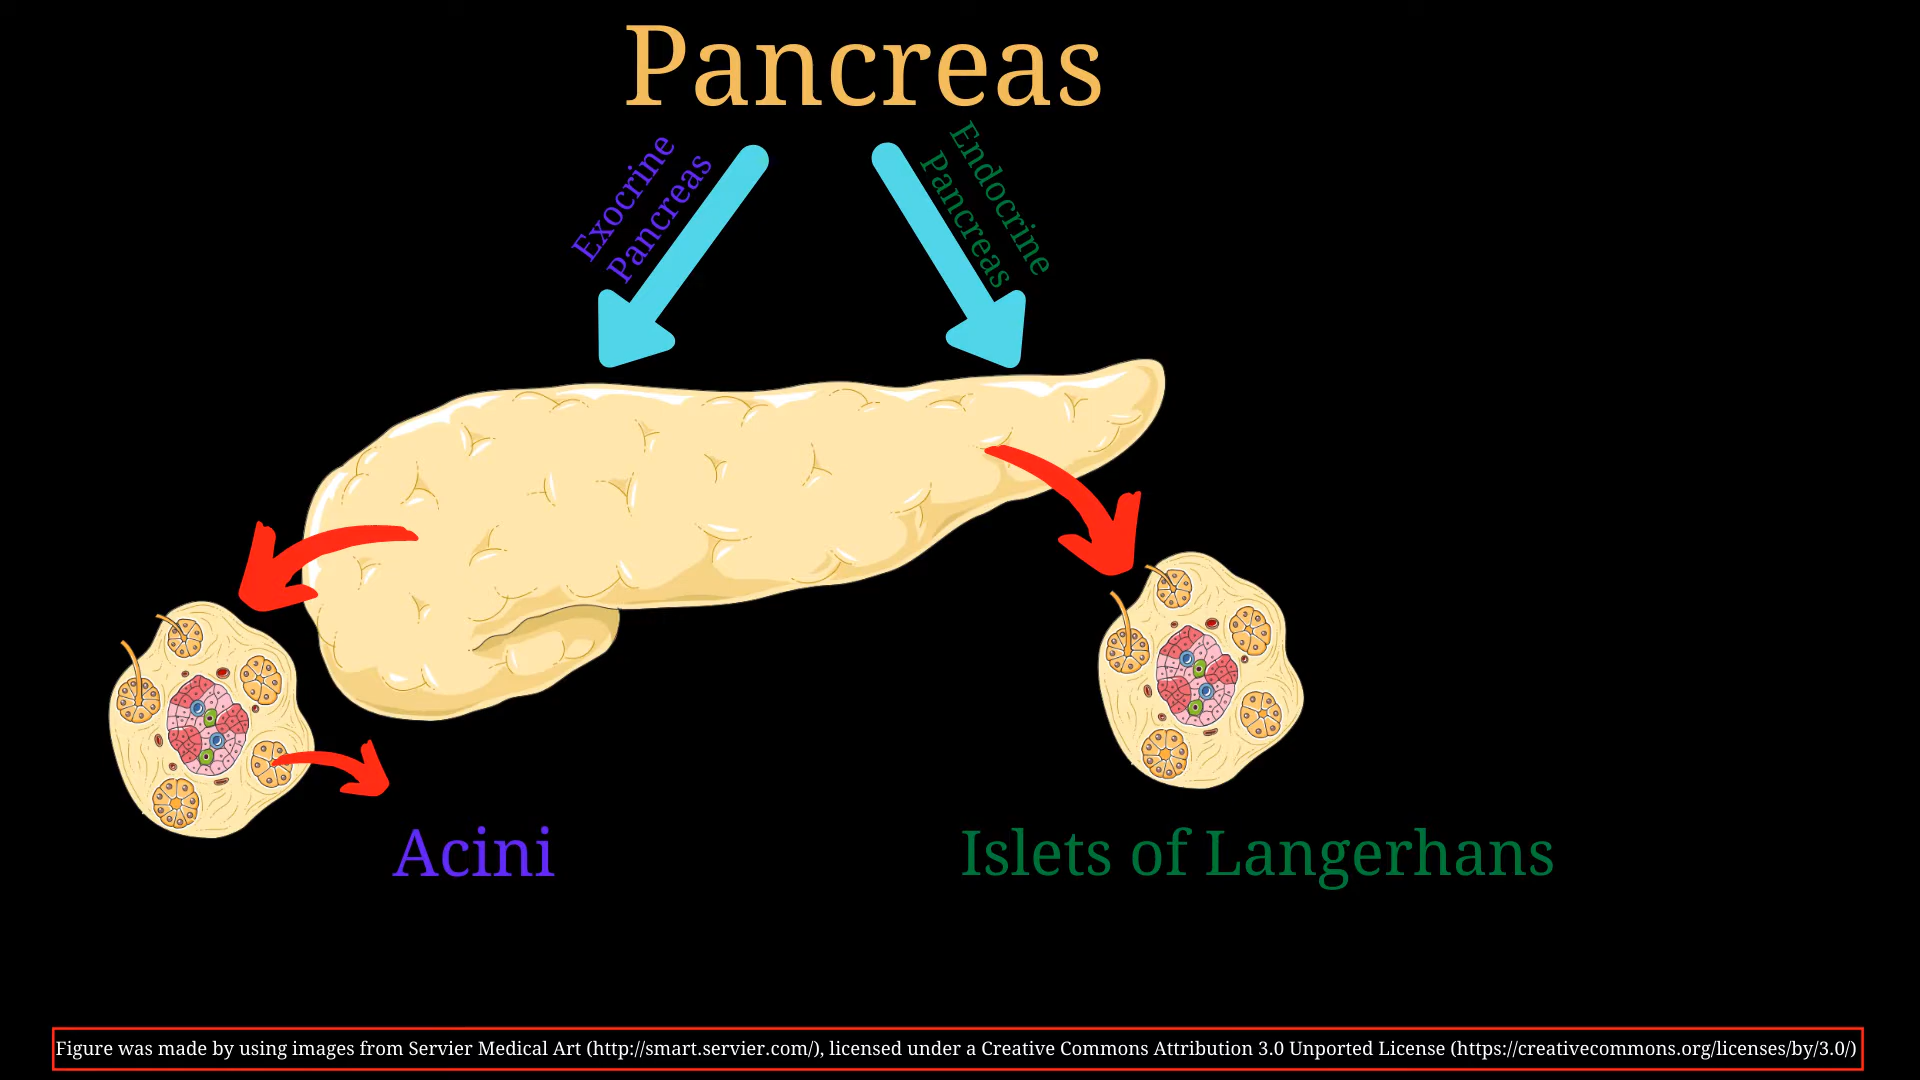 Pancreas
Exocrine
Pancreas
Endocrine
Pancreas
Acini
Islets of Langerhans
Figure was made by using images from Servier Medical Art (http://smart.servier.com/), licensed under a Creative Commons Attribution 3.0 Unported License (https://creativecommons.org/licenses/by/3.0/)